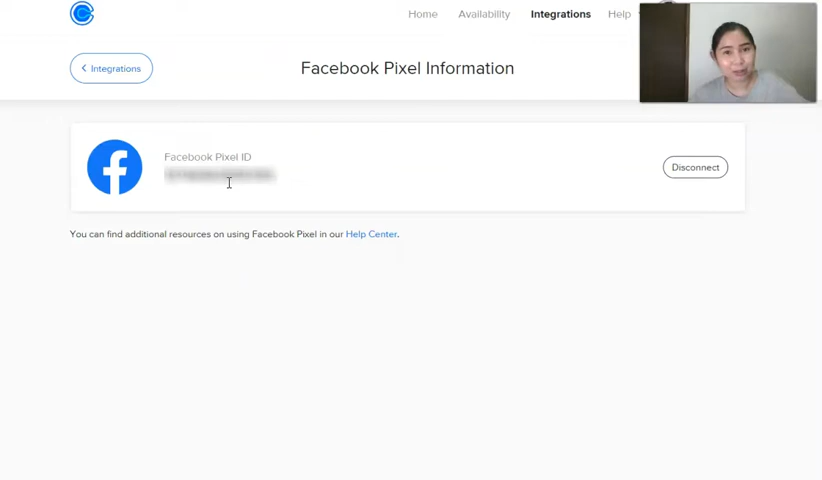 Home Availability Integrations Help
Integrations
Facebook Pixel Information
Facebook Pixel ID
Disconnect
You can find additional resources on using Facebook Pixel in our Help Center.